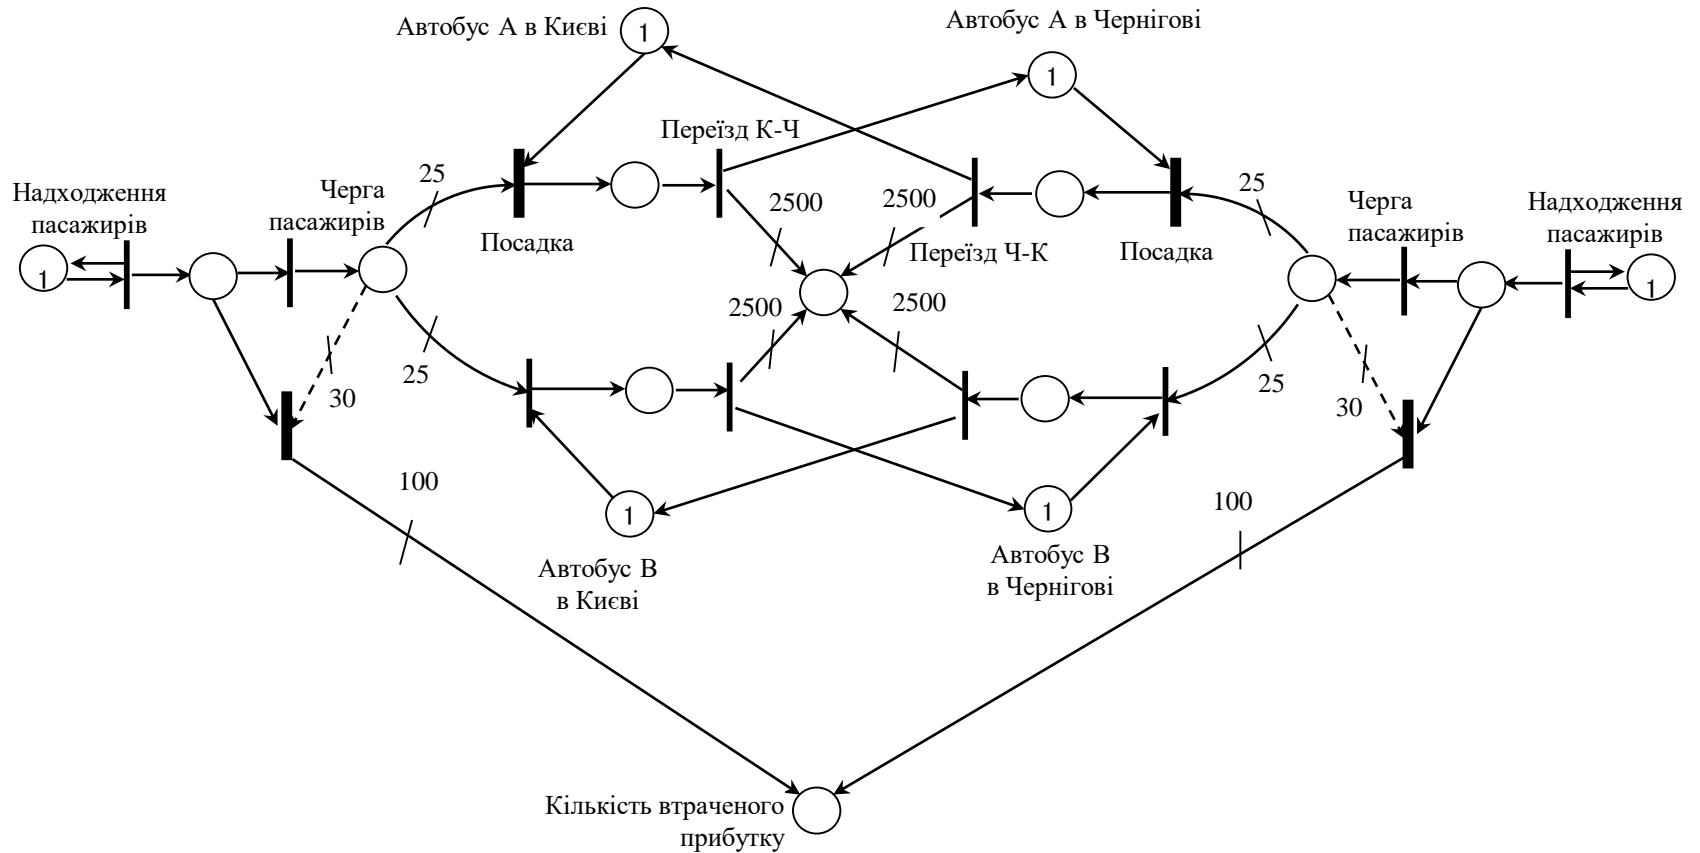 Автобус А в Києві
1
Автобус А в Чернігові
1
Переїзд К-Ч
Надходження
пасажирів
Черга
пасажирів
25
2500
2500
25
Черга
пасажирів
Надходження
пасажирів
Посадка
Переїзд Ч-К
Посадка
1
1
2500
2500
30
25
25
30
100
1
1
100
Автобус В
в Києві
Автобус В
в Чернігові
Кількість втраченого
прибутку